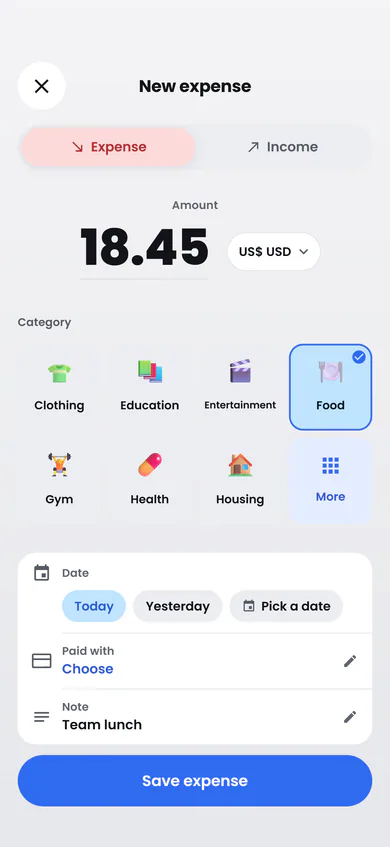 New expense
Expense
Income
Amount
18.45
US$ USD
Category
Clothing
Education
Entertainment
Food
Gym
Health
Housing
More
Date
Today
Yesterday
Pick a date
Paid with
Choose
Note
Team lunch
Save expense